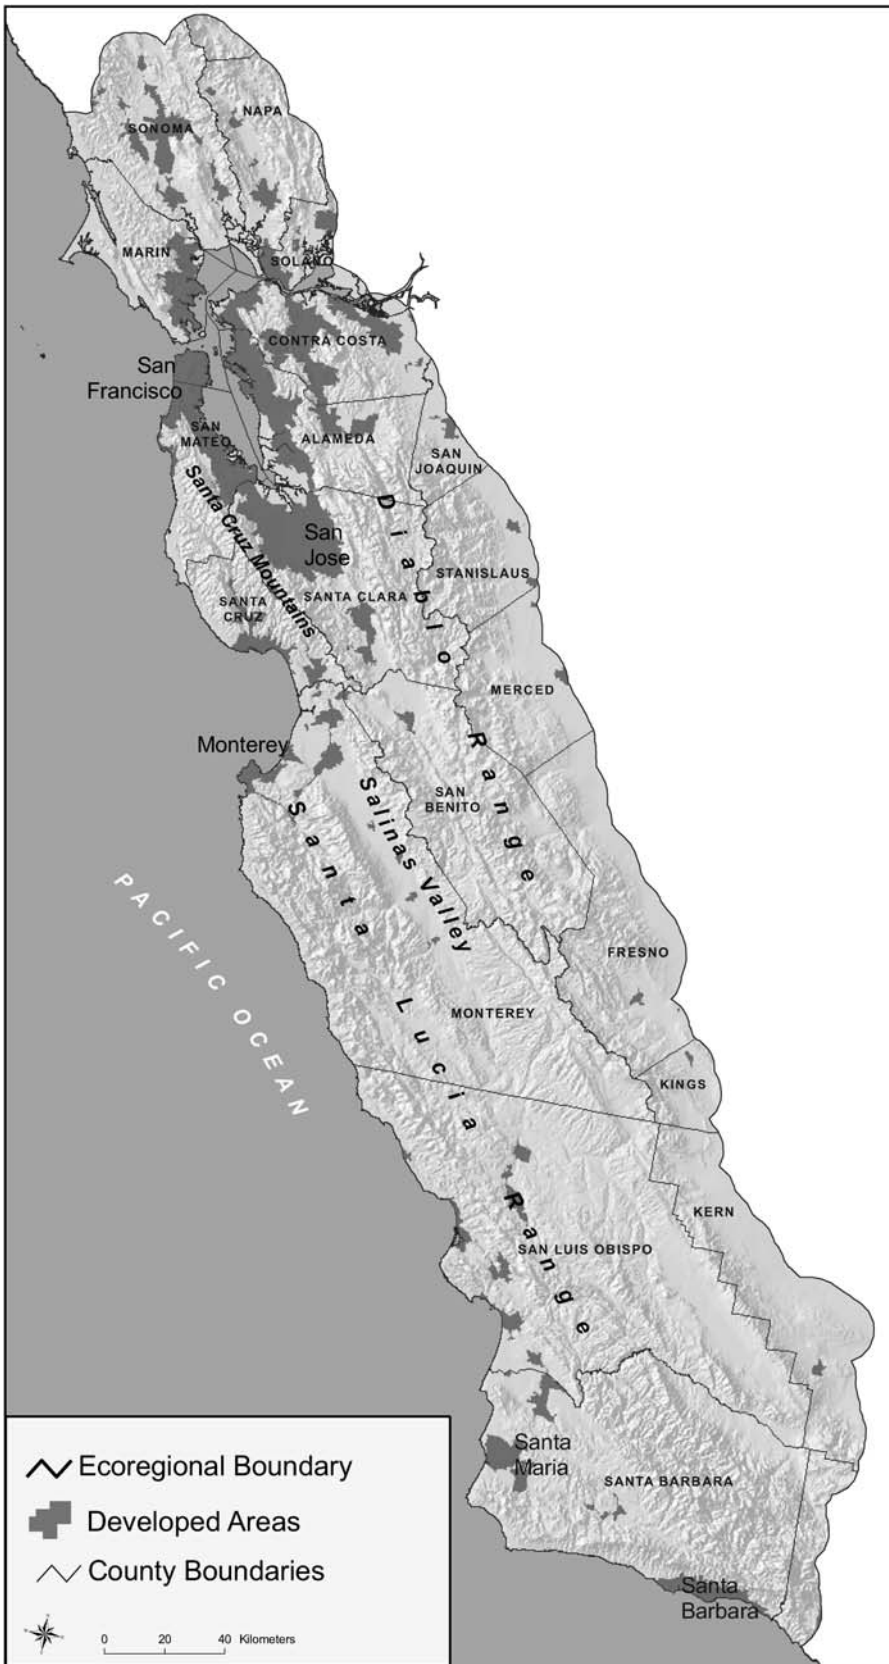 NAPA
SONOMA
MARIN
SOLANO
CONTRA COSTA
San
Francisco
SAN
MATEO
ALAMEDA
SAN
JOAQUIN
Santa Cruz Mountains
Diablo Range
San
Jose
STANISLAUS
SANTA CLARA
SANTA
CRUZ
MERCED
Monterey
Salinas Valley
SAN
BENITO
Santa Lucia Range
PACIFIC OCEAN
FRESNO
MONTEREY
KINGS
KERN
SAN LUIS OBISPO
Santa
Maria
SANTA BARBARA
Santa
Barbara
Ecoregional Boundary
Developed Areas
County Boundaries
0 20 40 Kilometers